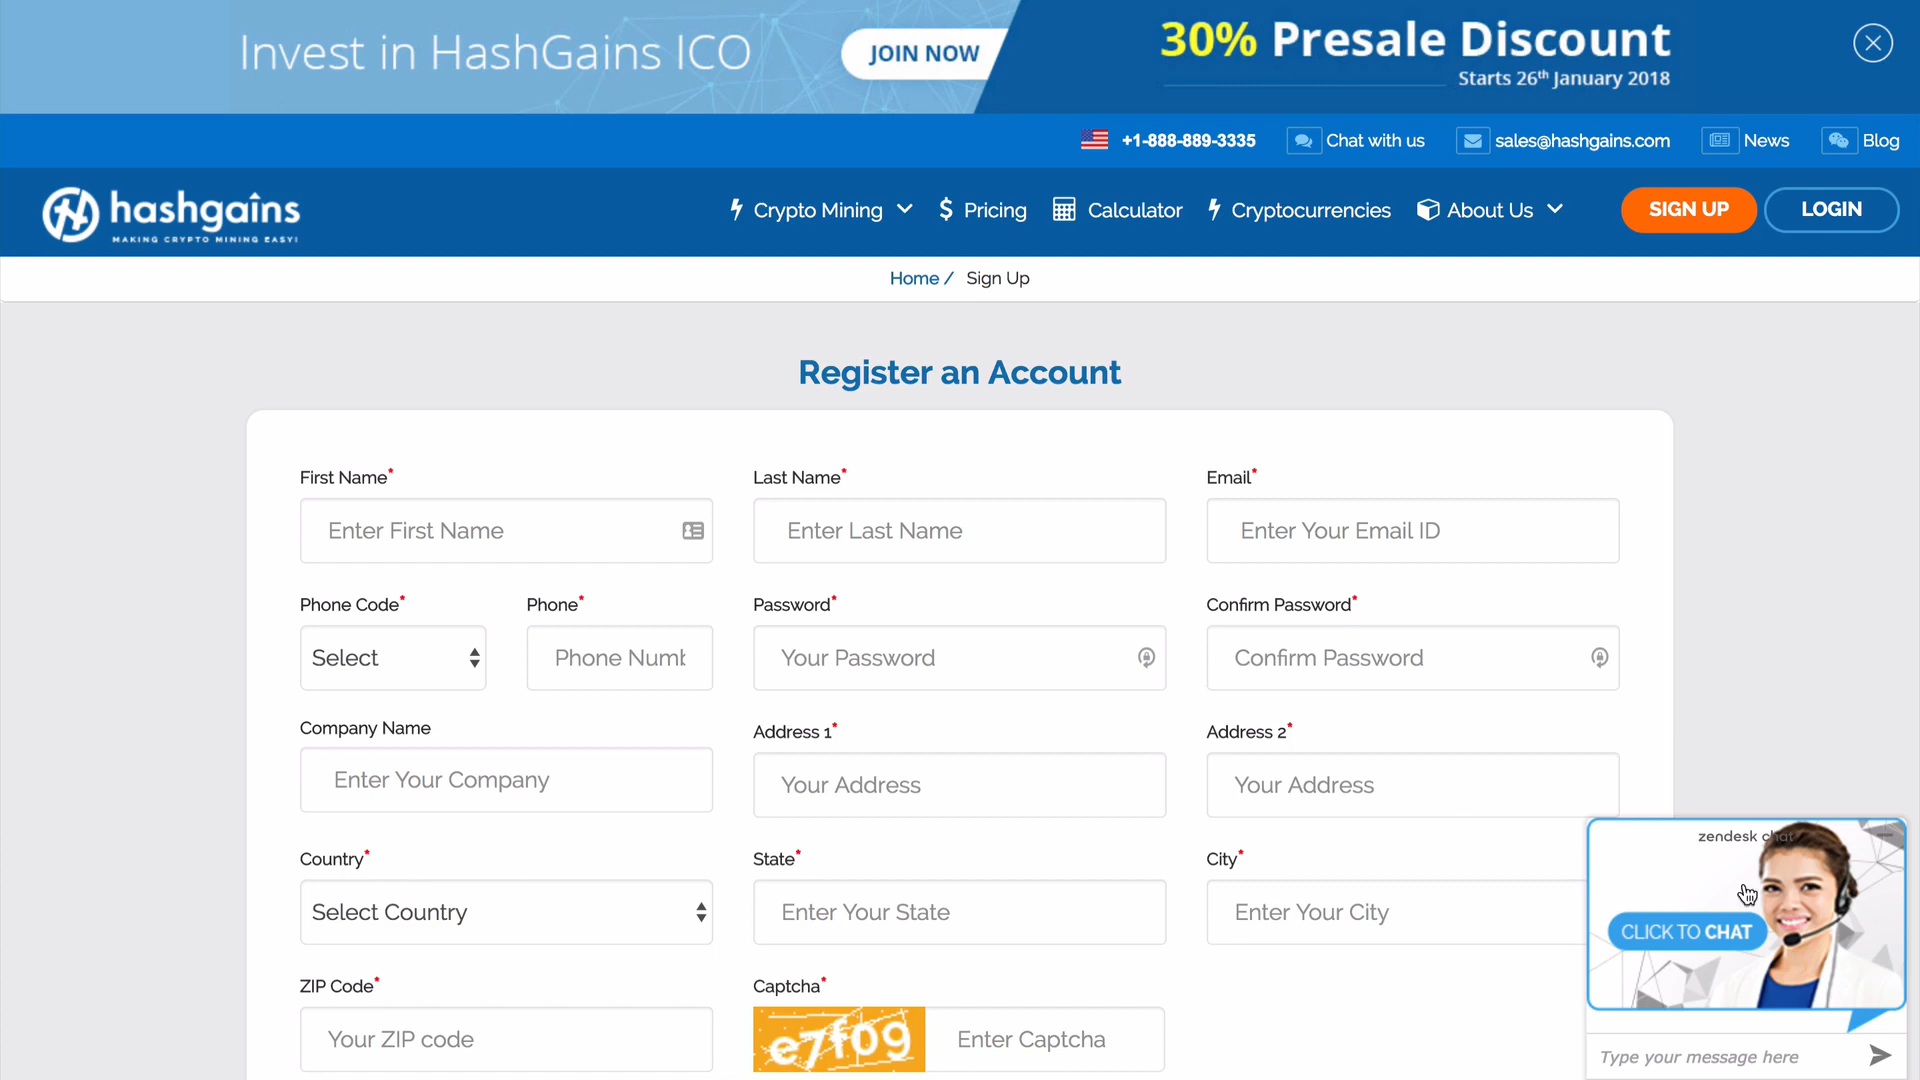 Invest in HashGains ICO
JOIN NOW
30% Presale Discount
Starts 26th January 2018
+1-888-889-3335
Chat with us
sales@hashgains.com
News
Blog
hashgains
MAKING CRYPTO MINING EASY!
Crypto Mining
$ Pricing
Calculator
Cryptocurrencies
About Us
SIGN UP
LOGIN
Home / Sign Up
Register an Account
First Name*
Last Name*
Email*
Enter First Name
Enter Last Name
Enter Your Email ID
Phone Code*
Phone*
Password*
Confirm Password*
Select
Phone Numb
Your Password
Confirm Password
Company Name
Address 1*
Address 2*
Enter Your Company
Your Address
Your Address
Country*
State*
City*
Select Country
Enter Your State
Enter Your City
ZIP Code*
Captcha*
Your ZIP code
e7f09
Enter Captcha
zendesk chat
CLICK TO CHAT
Type your message here